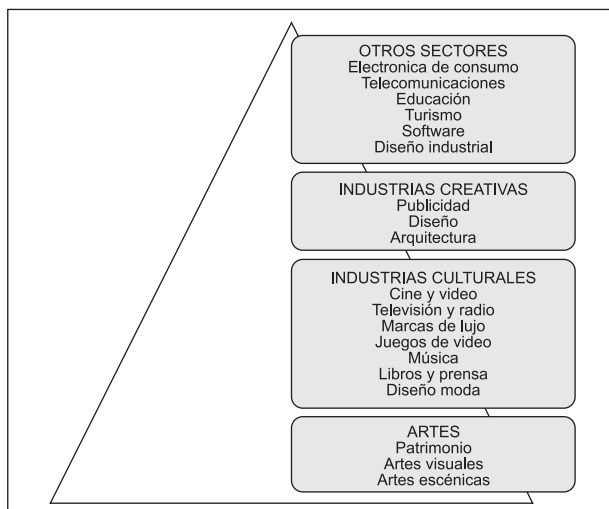 OTROS SECTORES
Electronica de consumo
Telecomunicaciones
Educación
Turismo
Software
Diseño industrial
INDUSTRIAS CREATIVAS
Publicidad
Diseño
Arquitectura
INDUSTRIAS CULTURALES
Cine y video
Televisión y radio
Marcas de lujo
Juegos de video
Música
Libros y prensa
Diseño moda
ARTES
Patrimonio
Artes visuales
Artes escénicas